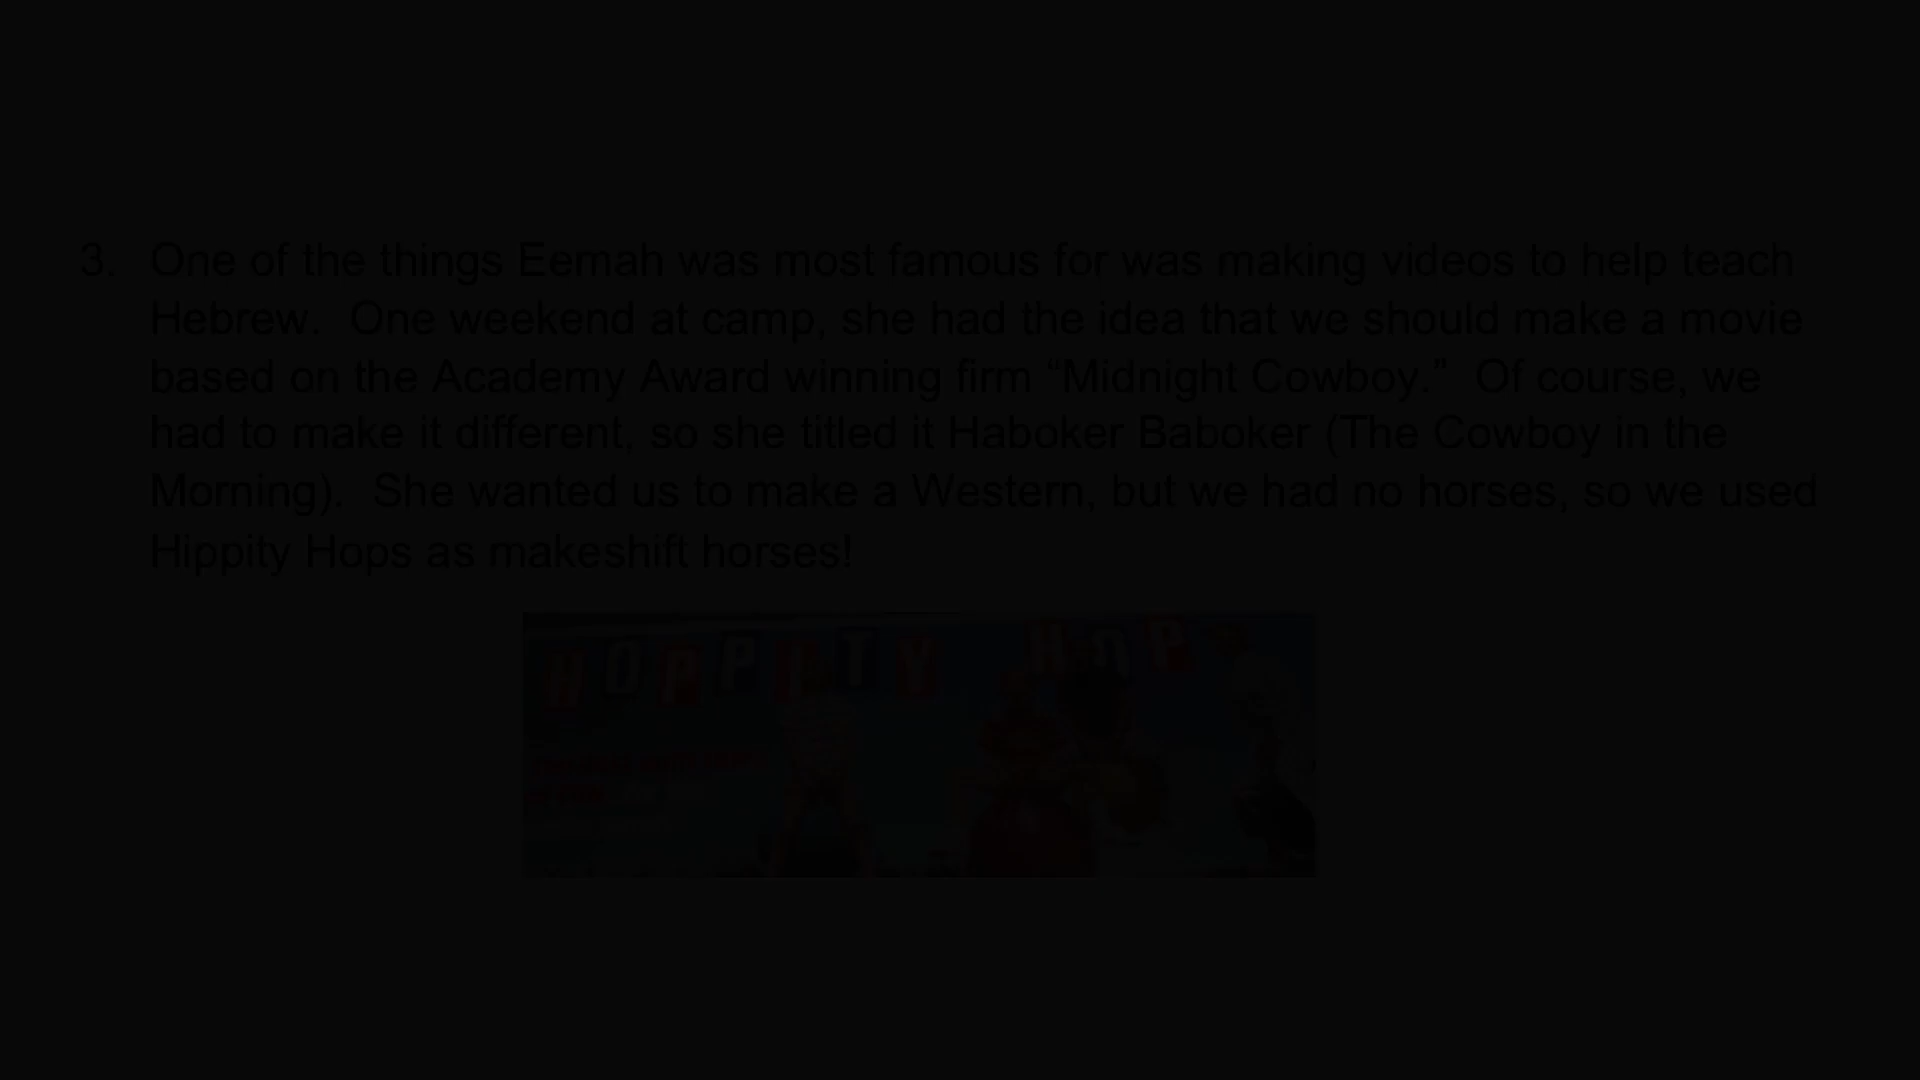 3. One of the things Eemah was most famous for was making videos to help teach
Hebrew. One weekend at camp, she had the idea that we should make a movie
based on the Academy Award winning firm “Midnight Cowboy.” Of course, we
had to make it different, so she titled it Haboker Baboker (The Cowboy in the
Morning). She wanted us to make a Western, but we had no horses, so we used
Hippity Hops as makeshift horses!
HOPPITY HOP